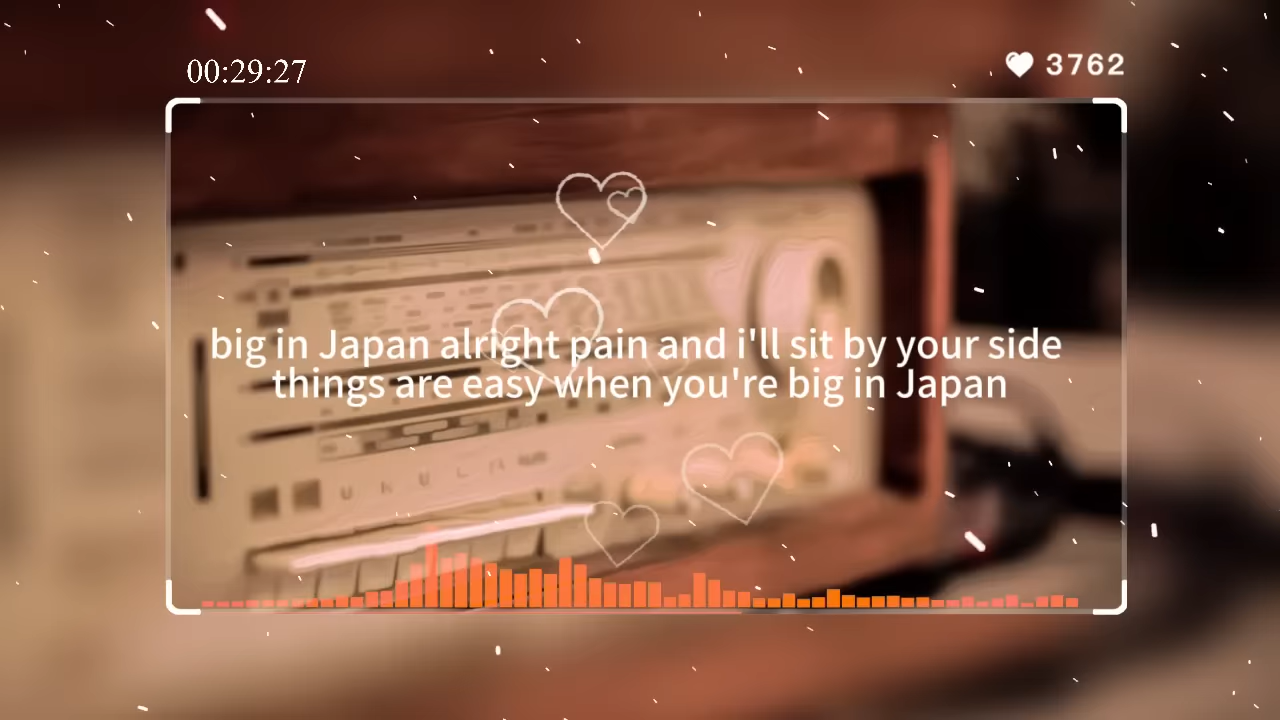 00:29:27
3762
big in Japan alright pain and i'll sit by your side
things are easy when you're big in Japan